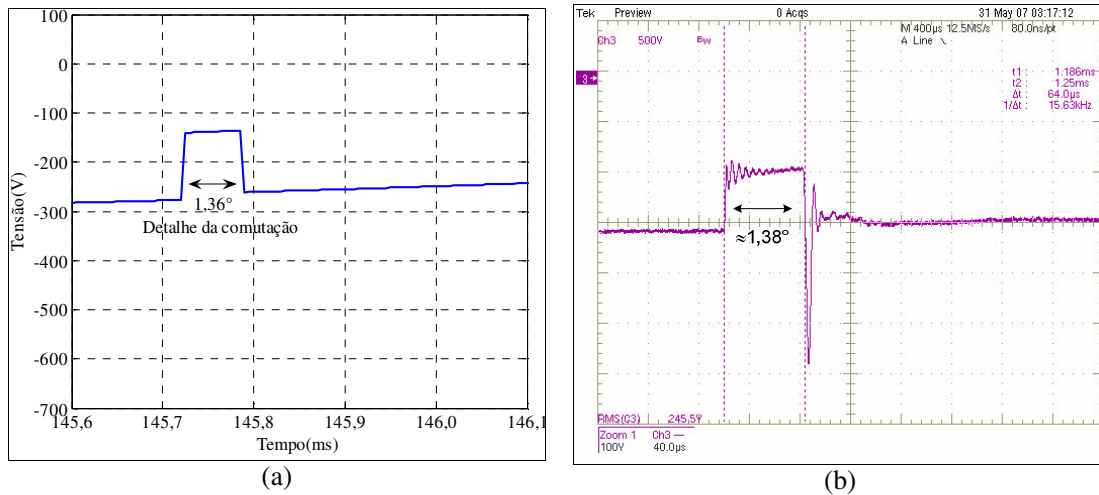 100
0
-100
-200
-300
-400
-500
-600
-700
Tensão(V)
1,36°
Detalhe da comutação
145,6
145,7
145,8
145,9
146,0
146,1
Tempo(ms)
(a)
Tek Preview 0 Acqs 31 May 07 03:17:12
Ch3 500V Bw
M 400µs 12.5MS/s 80.0ns/pt
A Line
3
t1: 1.186ms
t2: 1.25ms
Δt: 64.0µs
1/Δt: 15.63kHz
≈1,38°
RMS(C3) 245.5V
Zoom 1 Ch3
100V 40.0µs
(b)